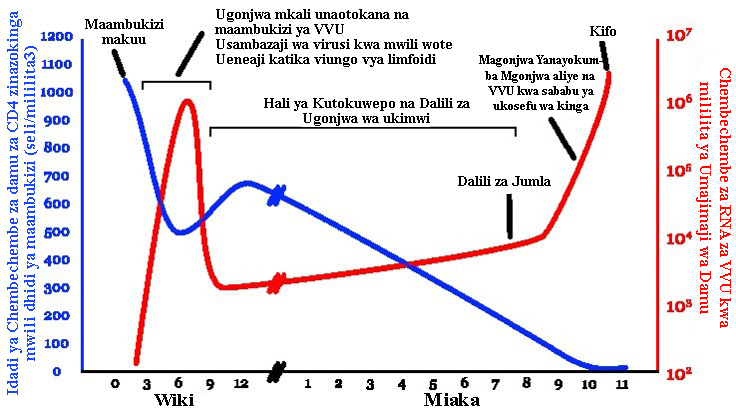 Idadi ya Chembechembe za damu za CD4 zinazokinga
mwili dhidi ya maambukizi (seli/mililita3)
1200
1100
1000
900
800
700
600
500
400
300
200
100
0
Maambukizi
makuu
Ugonjwa mkali unaotokana na
maambukizi ya VVU
Usambazaji wa virusi kwa mwili wote
Ueneaji katika viungo vya limfoidi
Hali ya Kutokuwepo na Dalili za
Ugonjwa wa ukimwi
Dalili za Jumla
Magonjwa Yanayokum-
ba Mgonjwa aliye na
VVU kwa sababu ya
ukosefu wa kinga
Kifo
10⁷
10⁶
10⁵
10⁴
10³
10²
Chembechembe za RNA za VVU kwa
mililita ya Umajimaji wa Damu
0 3 6 9 12 1 2 3 4 5 6 7 8 9 10 11
Wiki Miaka